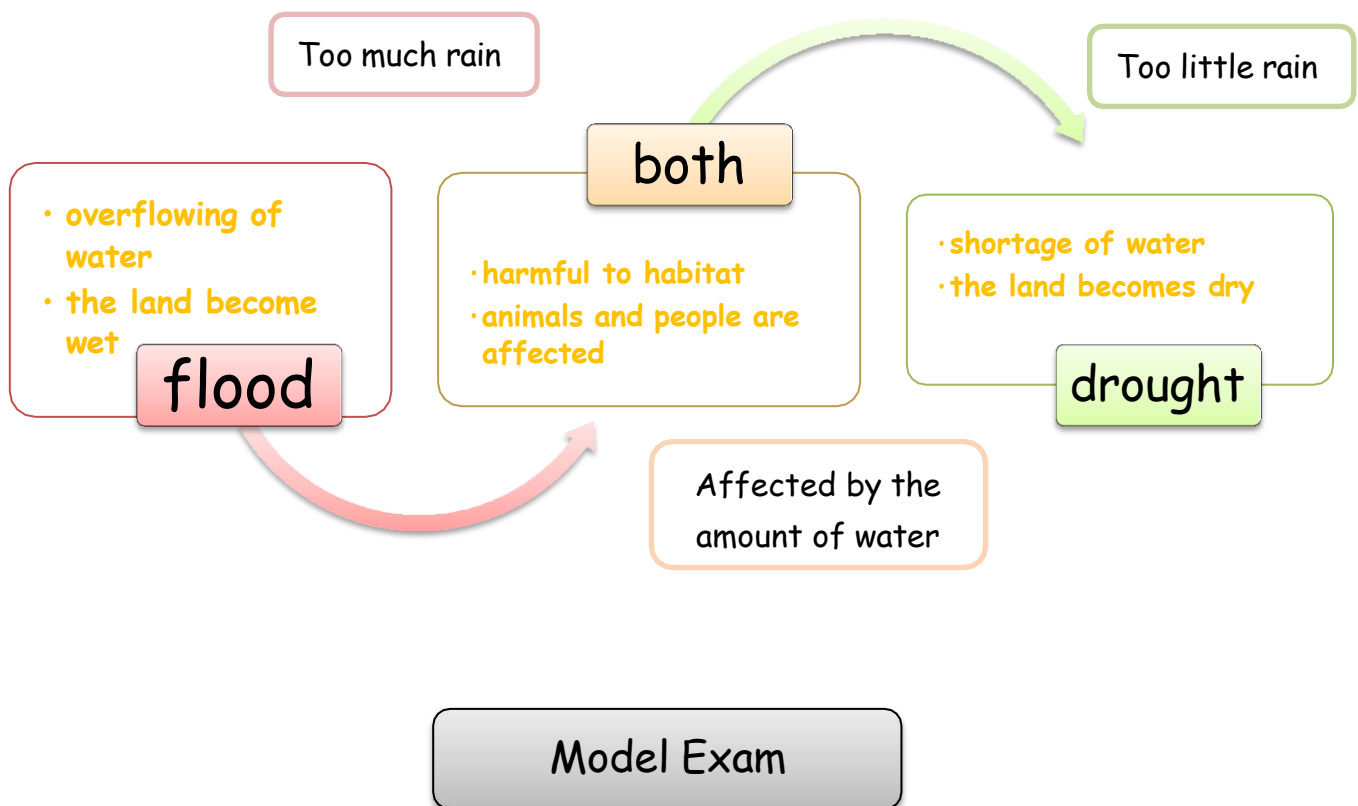 Too much rain
Too little rain
both
• overflowing of
water
• the land become
wet
flood
·harmful to habitat
·animals and people are
affected
·shortage of water
·the land becomes dry
drought
Affected by the
amount of water
Model Exam